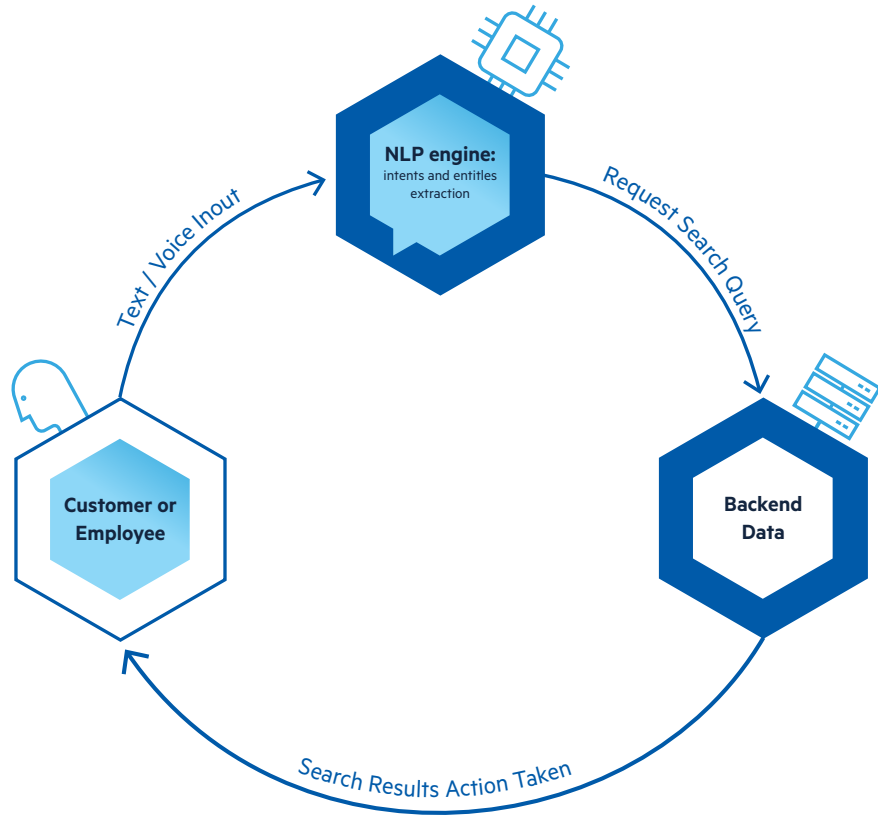 NLP engine:
intents and entitles
extraction
Text / Voice Inout
Request Search Query
Customer or
Employee
Backend
Data
Search Results Action Taken